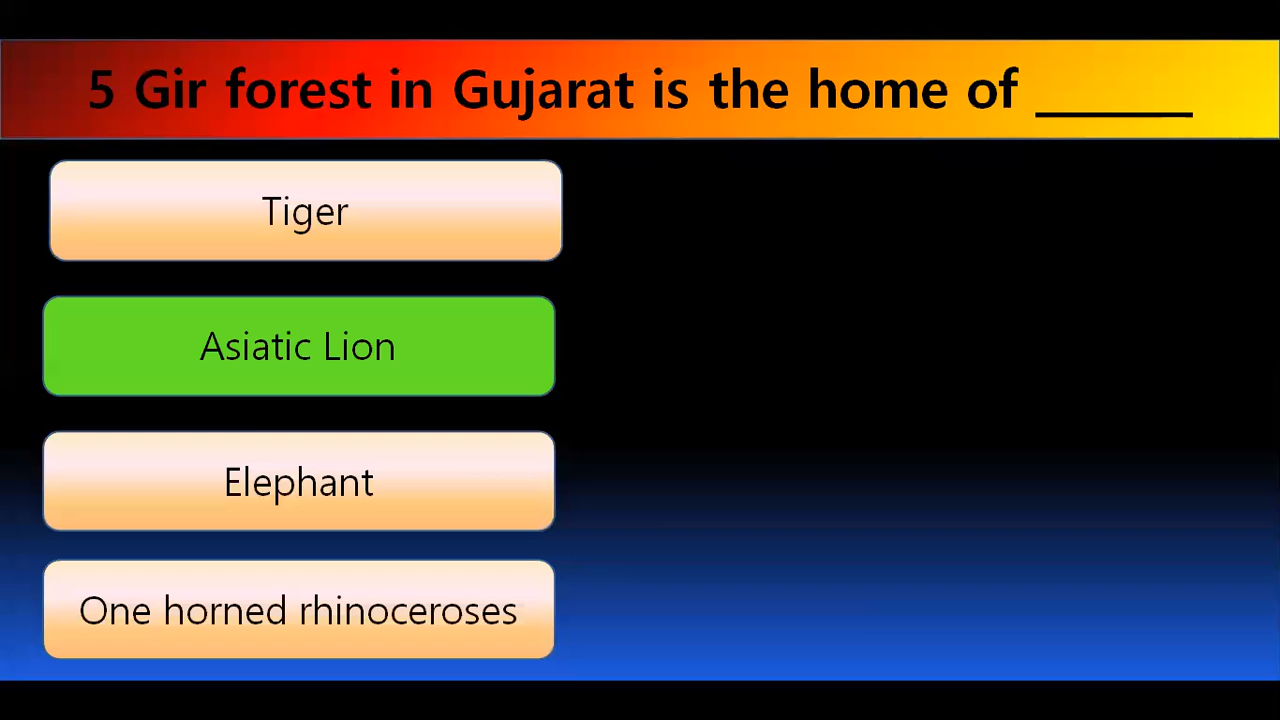 5 Gir forest in Gujarat is the home of ______
Tiger
Asiatic Lion
Elephant
One horned rhinoceroses